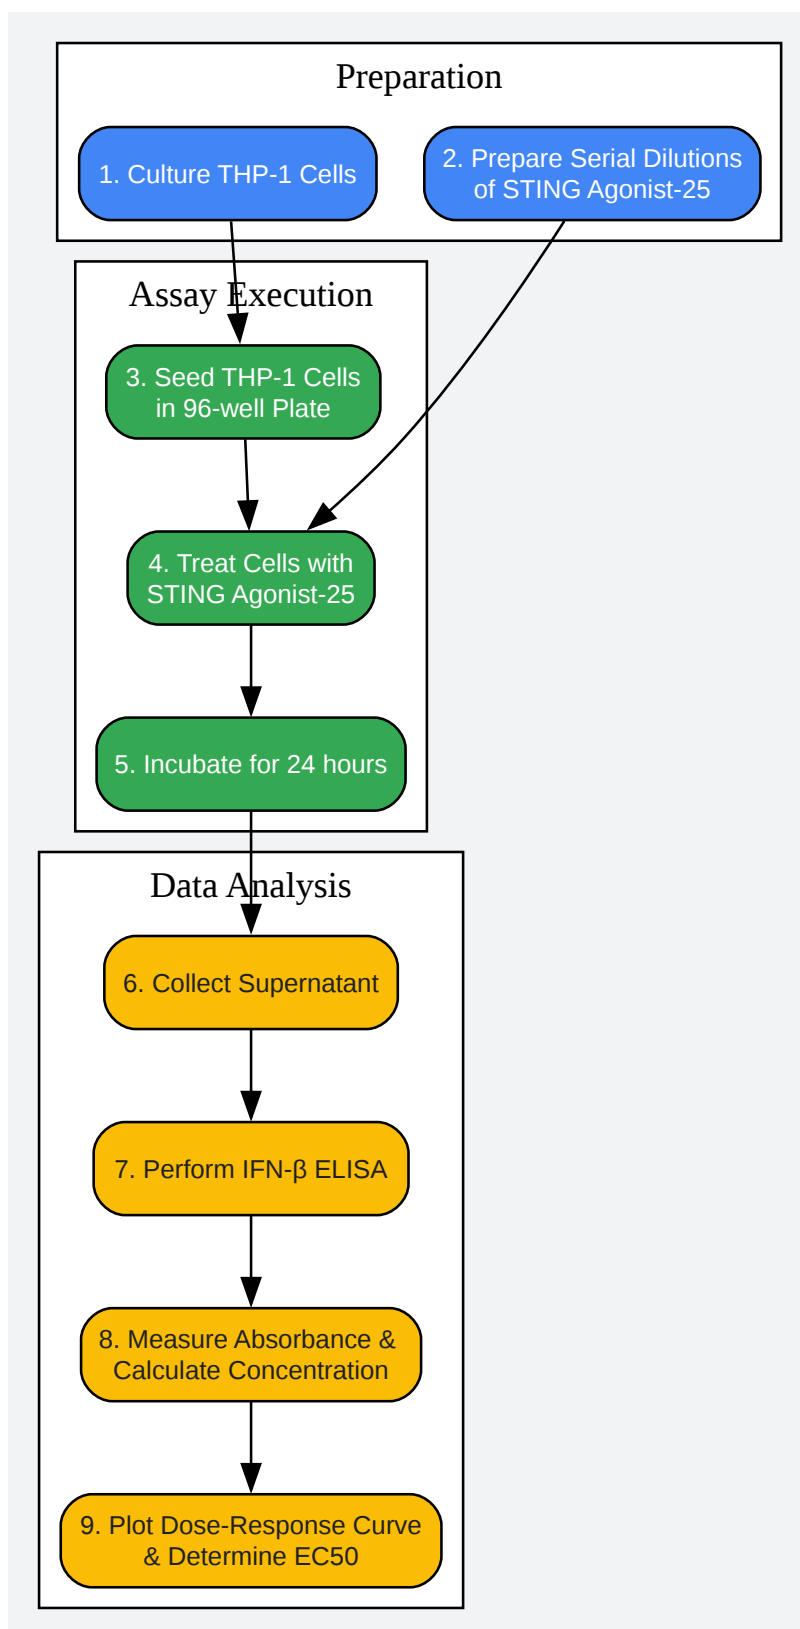 Preparation
1. Culture THP-1 Cells
2. Prepare Serial Dilutions
of STING Agonist-25
Assay Execution
3. Seed THP-1 Cells
in 96-well Plate
4. Treat Cells with
STING Agonist-25
5. Incubate for 24 hours
Data Analysis
6. Collect Supernatant
7. Perform IFN-β ELISA
8. Measure Absorbance &
Calculate Concentration
9. Plot Dose-Response Curve
& Determine EC50